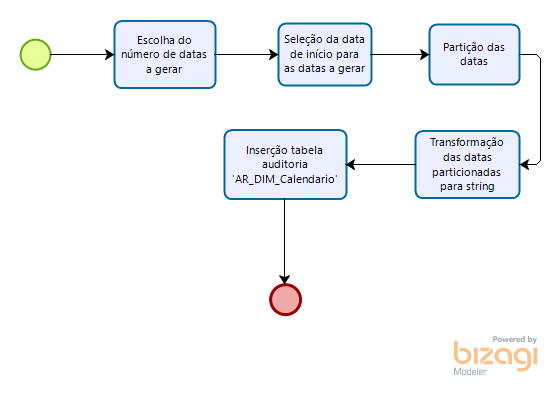 Escolha do
número de datas
a gerar
Seleção da data
de início para
as datas a gerar
Partição das
datas
Transformação
das datas
particionadas
para string
Inserção tabela
auditoria
'AR_DIM_Calendario'
Powered by
bizagi
Modeler